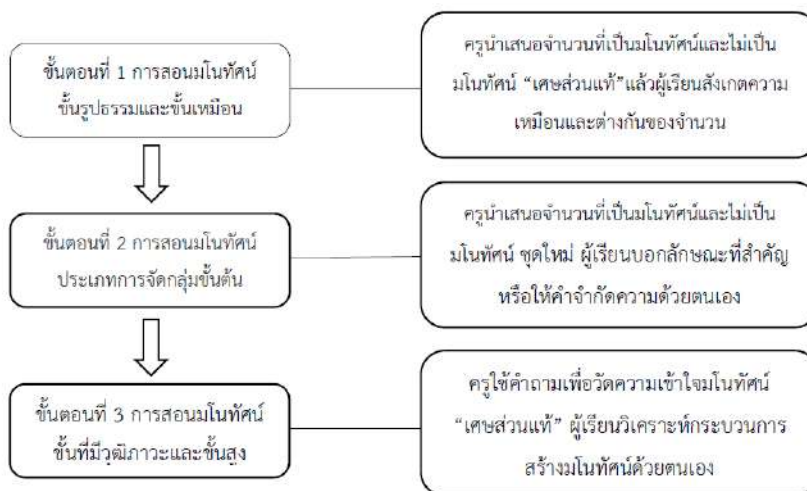 ขั้นตอนที่ 1 การสอนมโนทัศน์
ขั้นรูปธรรมและขั้นเหมือน
ครูนำเสนอจำนวนที่เป็นมโนทัศน์และไม่เป็น
มโนทัศน์ “เศษส่วนแท้”แล้วผู้เรียนสังเกตความ
เหมือนและต่างกันของจำนวน
ขั้นตอนที่ 2 การสอนมโนทัศน์
ประเภทการจัดกลุ่มขั้นต้น
ครูนำเสนอจำนวนที่เป็นมโนทัศน์และไม่เป็น
มโนทัศน์ ชุดใหม่ ผู้เรียนบอกลักษณะที่สำคัญ
หรือให้คำจำกัดความด้วยตนเอง
ขั้นตอนที่ 3 การสอนมโนทัศน์
ขั้นที่มีวุฒิภาวะและขั้นสูง
ครูใช้คำถามเพื่อวัดความเข้าใจมโนทัศน์
“เศษส่วนแท้” ผู้เรียนวิเคราะห์กระบวนการ
สร้างมโนทัศน์ด้วยตนเอง